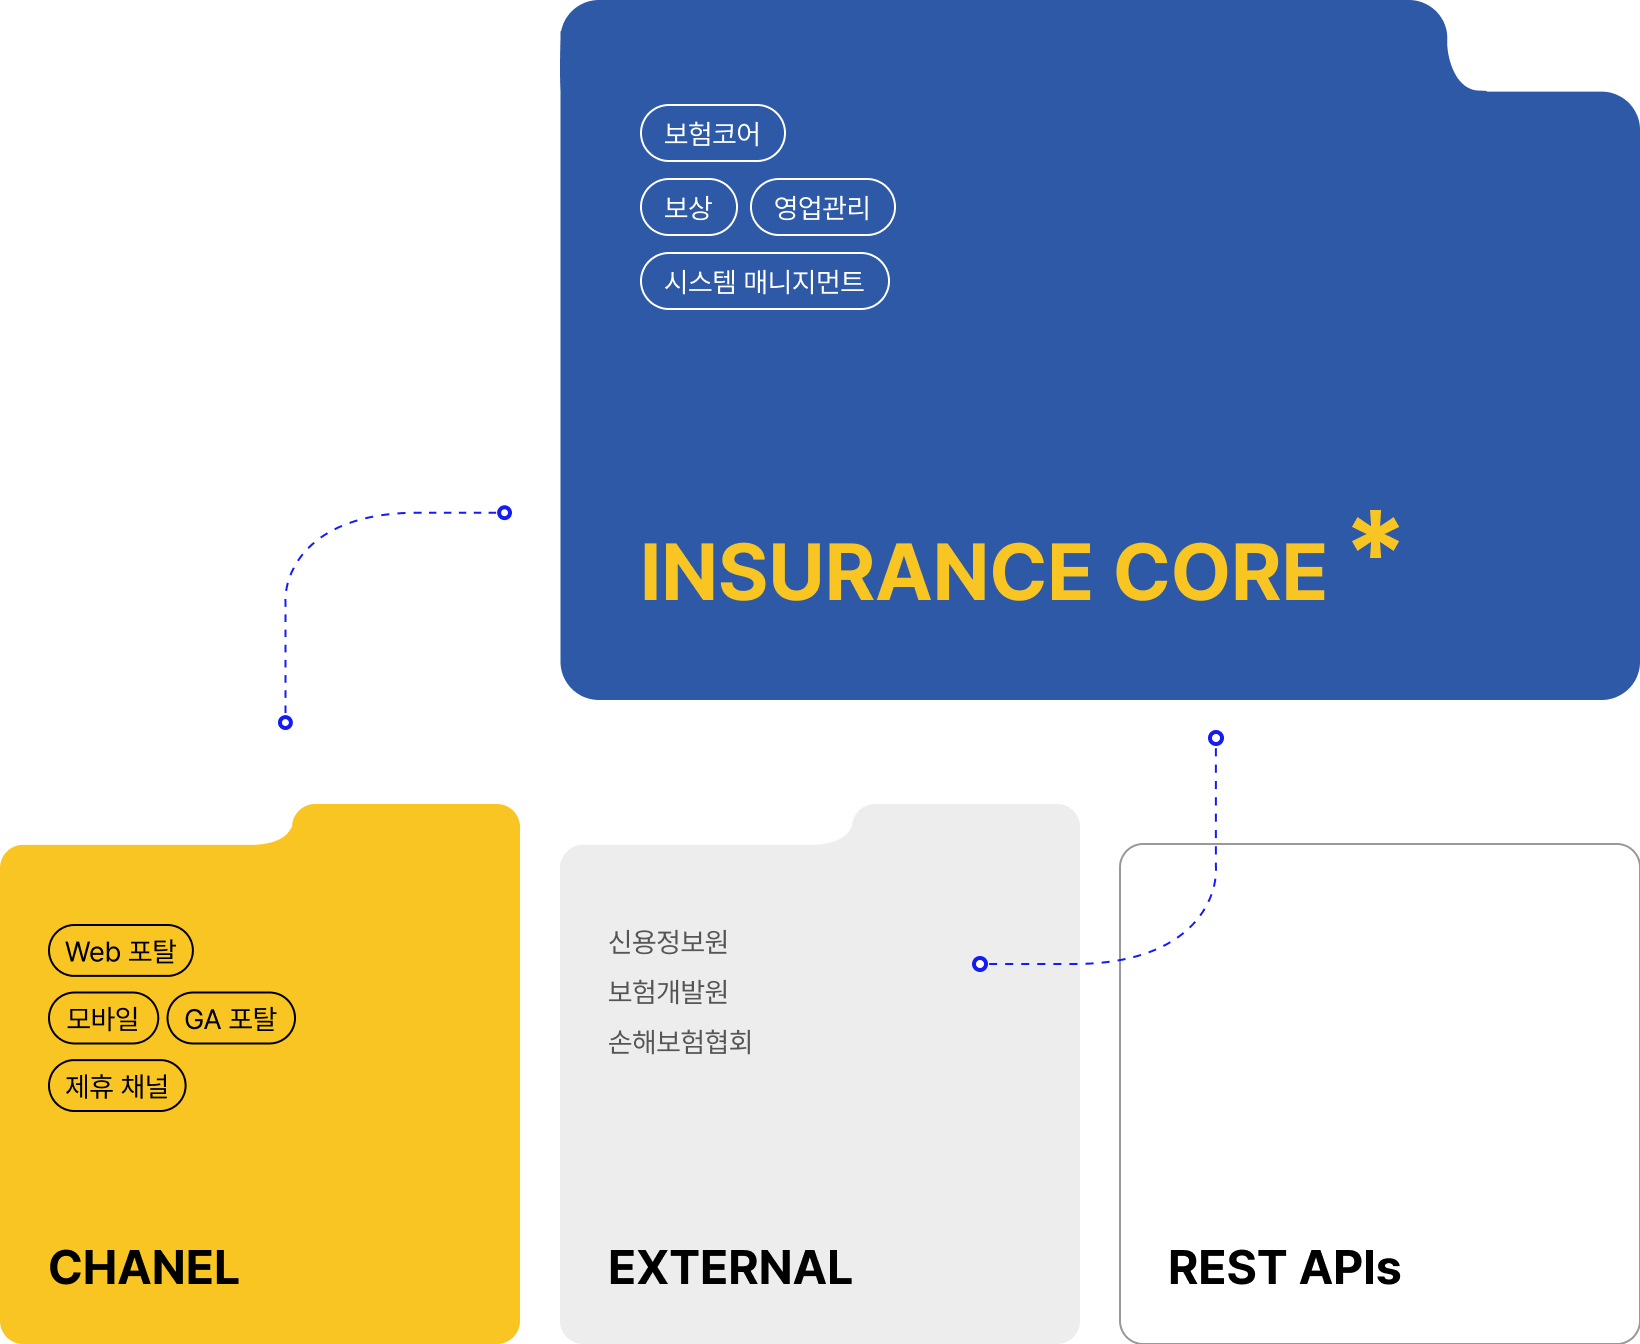 보험코어
보상 영업관리
시스템 매니지먼트
INSURANCE CORE *
Web 포탈
모바일 GA 포탈
제휴 채널
CHANEL
신용정보원
보험개발원
손해보험협회
EXTERNAL
REST APIs